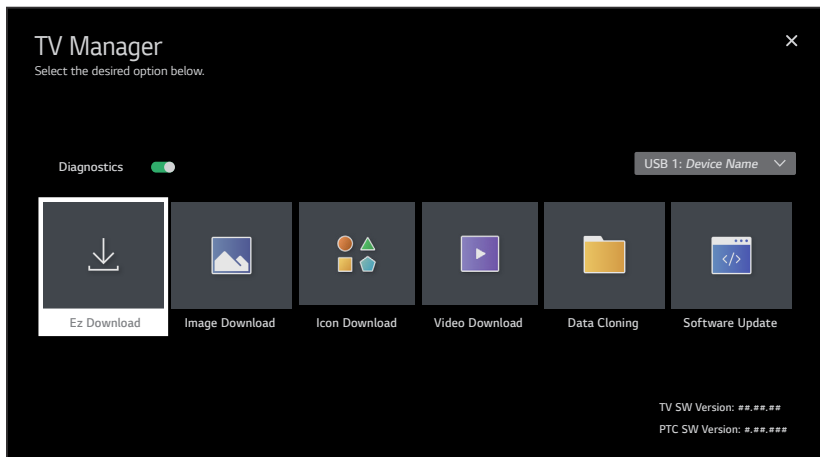 TV Manager
Select the desired option below.
Diagnostics
USB 1: Device Name
Ez Download
Image Download
Icon Download
Video Download
Data Cloning
Software Update
TV SW Version: ##.##.##
PTC SW Version: #.##.###